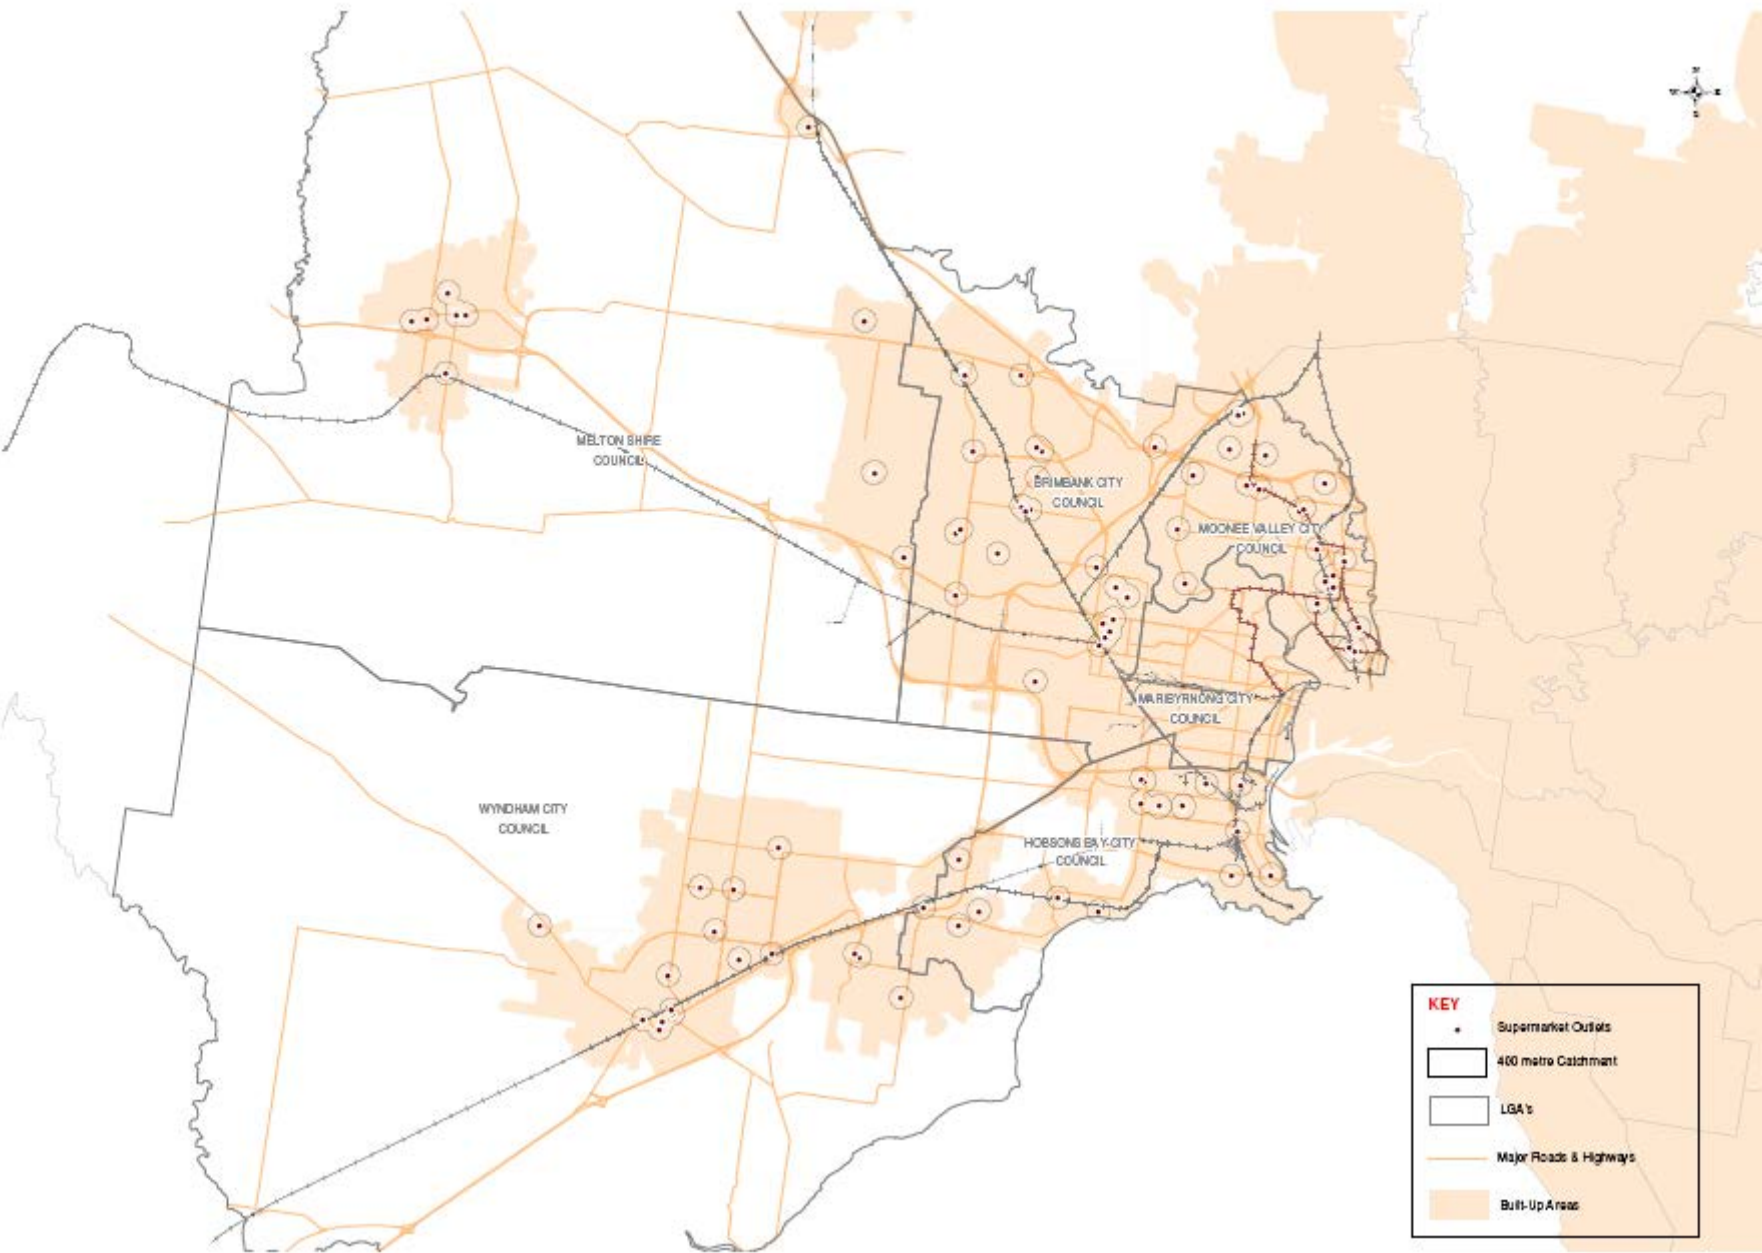 N
W E
S
MELTON SHIRE
COUNCIL
BRIMBANK CITY
COUNCIL
MOONEE VALLEY CITY
COUNCIL
MARIBYRNONG CITY
COUNCIL
WYNDHAM CITY
COUNCIL
HOBSONS BAY CITY
COUNCIL
KEY
Supermarket Outlets
400 metre Catchment
LGA's
Major Roads & Highways
Built-Up Areas